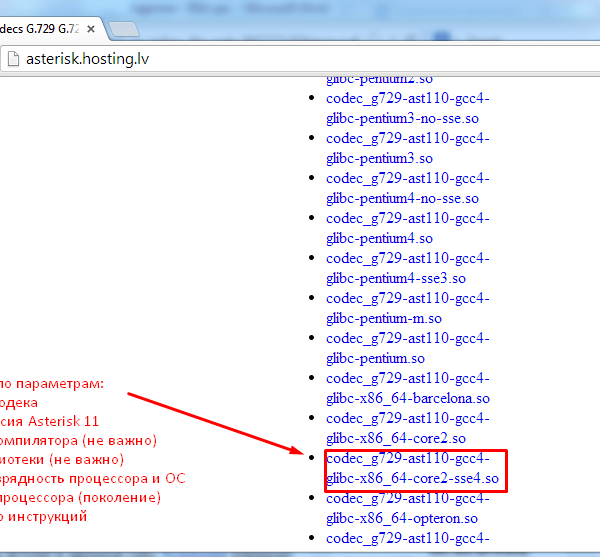 decs G.729 G.72
asterisk.hosting.lv
glibc-pentium2.so
codec_g729-ast110-gcc4-
glibc-pentium3-no-sse.so
codec_g729-ast110-gcc4-
glibc-pentium3.so
codec_g729-ast110-gcc4-
glibc-pentium4-no-sse.so
codec_g729-ast110-gcc4-
glibc-pentium4.so
codec_g729-ast110-gcc4-
glibc-pentium4-sse3.so
codec_g729-ast110-gcc4-
glibc-pentium-m.so
codec_g729-ast110-gcc4-
glibc-pentium.so
codec_g729-ast110-gcc4-
glibc-x86_64-barcelona.so
codec_g729-ast110-gcc4-
glibc-x86_64-core2.so
codec_g729-ast110-gcc4-
glibc-x86_64-core2-sse4.so
codec_g729-ast110-gcc4-
glibc-x86_64-opteron.so
codec_g729-ast110-gcc4-
по параметрам:
одека
сия Asterisk 11
омпилятора (не важно)
иотеки (не важно)
зрядность процессора и ОС
процессора (поколение)
р инструкций